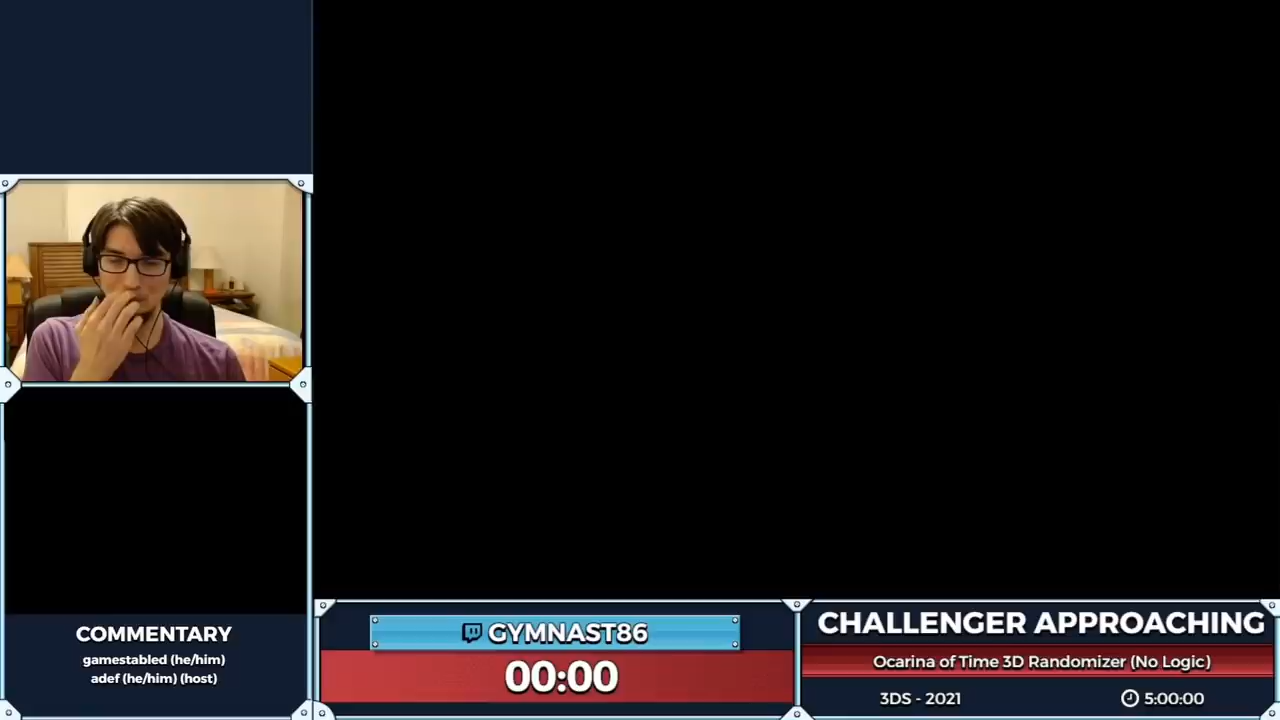 COMMENTARY
gamestabled (he/him)
adef (he/him) (host)
GYMNAST86
00:00
CHALLENGER APPROACHING
Ocarina of Time 3D Randomizer (No Logic)
3DS - 2021
5:00:00